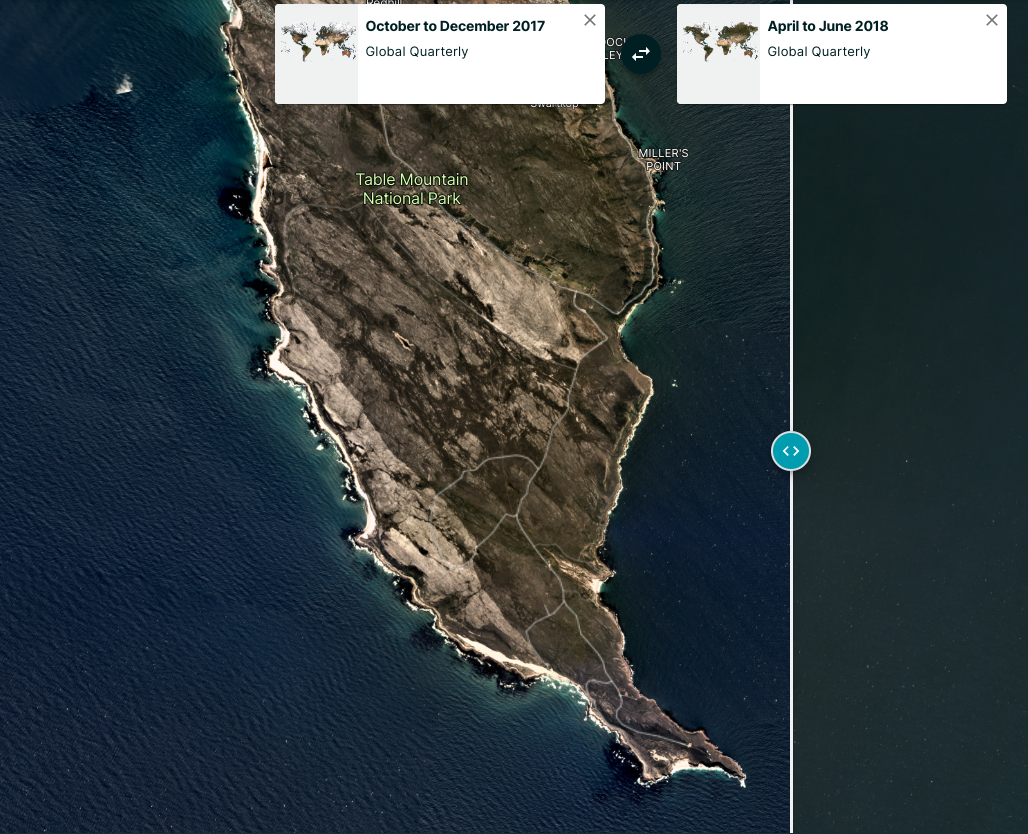 Redhill
October to December 2017
Global Quarterly
April to June 2018
Global Quarterly
Swartkop
MILLER'S
POINT
Table Mountain
National Park